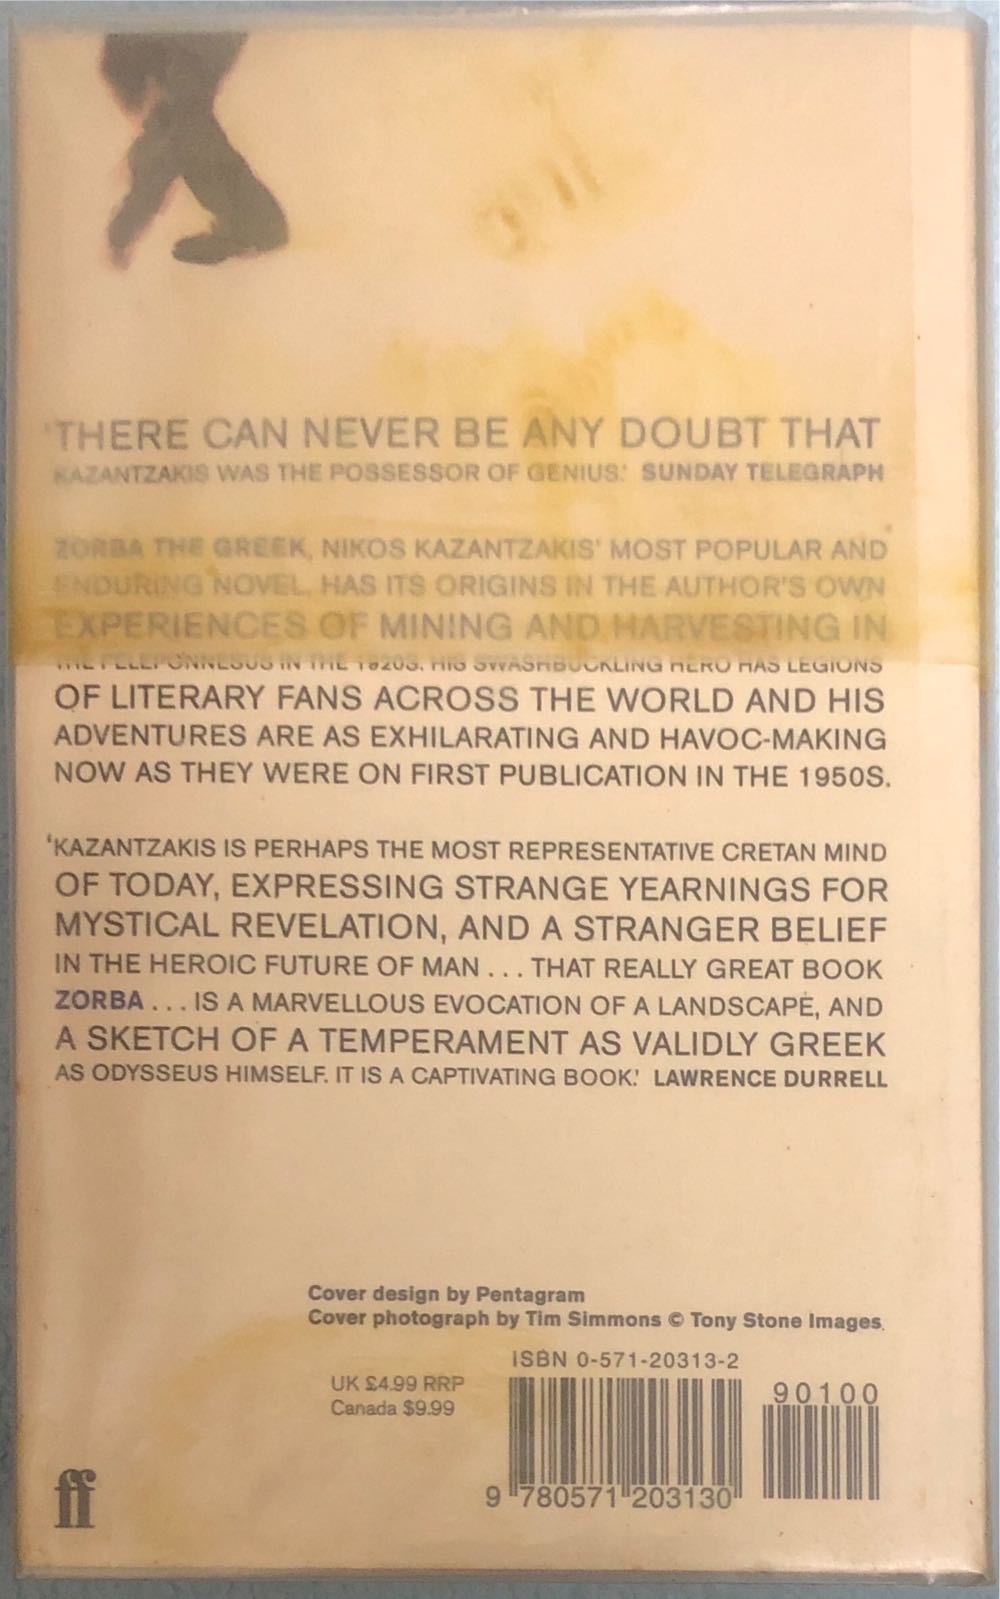 'THERE CAN NEVER BE ANY DOUBT THAT
KAZANTZAKIS WAS THE POSSESSOR OF GENIUS.' SUNDAY TELEGRAPH
ZORBA THE GREEK, NIKOS KAZANTZAKIS' MOST POPULAR AND
ENDURING NOVEL, HAS ITS ORIGINS IN THE AUTHOR'S OWN
EXPERIENCES OF MINING AND HARVESTING IN
THE PELEPONNESUS IN THE 1920S. HIS SWASHBUCKLING HERO HAS LEGIONS
OF LITERARY FANS ACROSS THE WORLD AND HIS
ADVENTURES ARE AS EXHILARATING AND HAVOC-MAKING
NOW AS THEY WERE ON FIRST PUBLICATION IN THE 1950S.
'KAZANTZAKIS IS PERHAPS THE MOST REPRESENTATIVE CRETAN MIND
OF TODAY, EXPRESSING STRANGE YEARNINGS FOR
MYSTICAL REVELATION, AND A STRANGER BELIEF
IN THE HEROIC FUTURE OF MAN ... THAT REALLY GREAT BOOK
ZORBA ... IS A MARVELLOUS EVOCATION OF A LANDSCAPE, AND
A SKETCH OF A TEMPERAMENT AS VALIDLY GREEK
AS ODYSSEUS HIMSELF. IT IS A CAPTIVATING BOOK.' LAWRENCE DURRELL
Cover design by Pentagram
Cover photograph by Tim Simmons © Tony Stone Images
ISBN 0-571-20313-2
UK £4.99 RRP
Canada $9.99
90100
9 780571 203130
ff